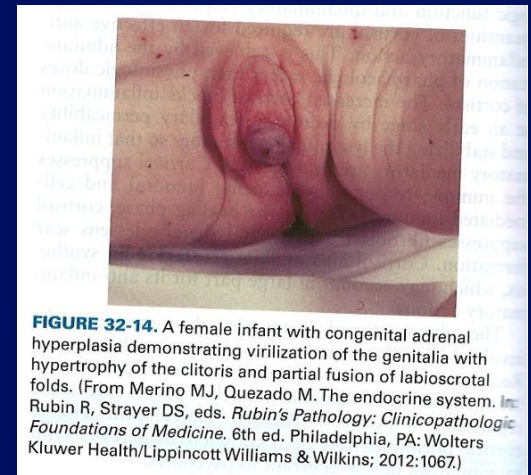 FIGURE 32-14. A female infant with congenital adrenal
hyperplasia demonstrating virilization of the genitalia with
hypertrophy of the clitoris and partial fusion of labioscrotal
folds. (From Merino MJ, Quezado M. The endocrine system. In:
Rubin R, Strayer DS, eds. Rubin's Pathology: Clinicopathologic
Foundations of Medicine. 6th ed. Philadelphia, PA: Wolters
Kluwer Health/Lippincott Williams & Wilkins; 2012:1067)